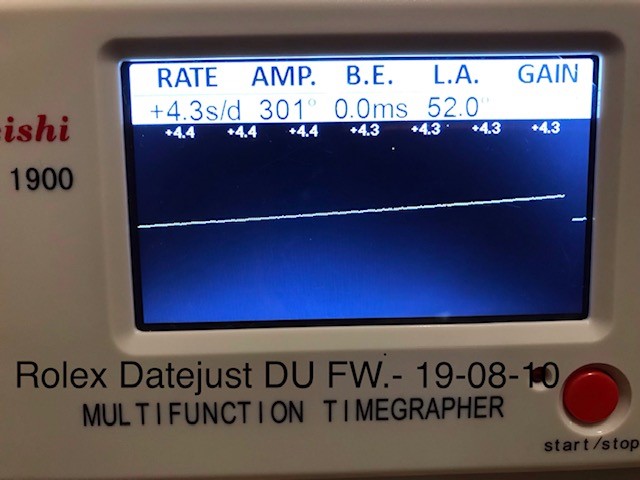 RATE AMP. B.E. L.A. GAIN
+4.3s/d 301° 0.0ms 52.0°
+4.4 +4.4 +4.4 +4.3 +4.3 +4.3 +4.3
eishi
1900
Rolex Datejust DU FW.- 19-08-10
MULTIFUNCTION TIMEGRAPHER
start/stop